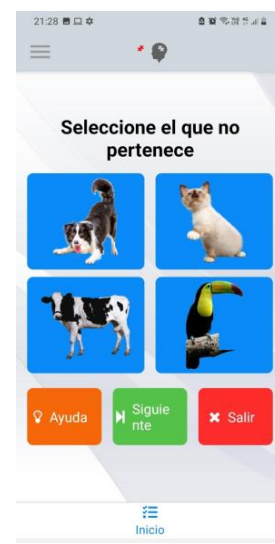 21:28
Seleccione el que no
pertenece
Ayuda
Siguie
nte
Salir
Inicio